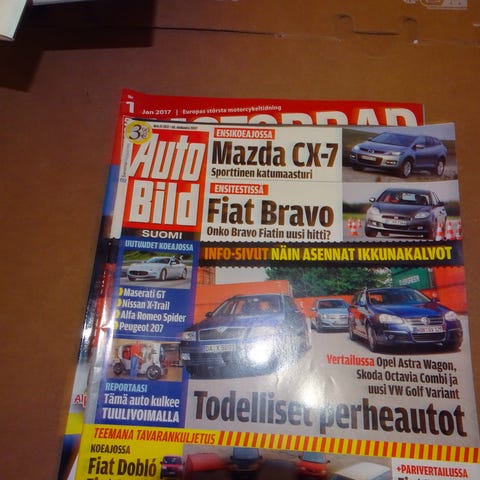 Nr
1
Jan 2017 | Europas största motorcykeltidning
MOTORRAD
Auto
Bild
SUOMI
ENSIKOEAJOSSA
Mazda CX-7
Sporttinen katumaasturi
ENSITESTISSÄ
Fiat Bravo
Onko Bravo Fiatin uusi hitti?
INFO-SIVUT NÄIN ASENNAT IKKUNAKALVOT
UUTUUDET KOEAJOSSA
Maserati GT
Nissan X-Trail
Alfa Romeo Spider
Peugeot 207
REPORTAASI
Tämä auto kulkee
TUULIVOIMALLA
Vertailussa Opel Astra Wagon,
Skoda Octavia Combi ja
uusi VW Golf Variant
Todelliset perheautot
TEEMANA TAVARANKULJETUS
KOEAJOSSA
Fiat Dobló
+PARIVERTAILUSSA